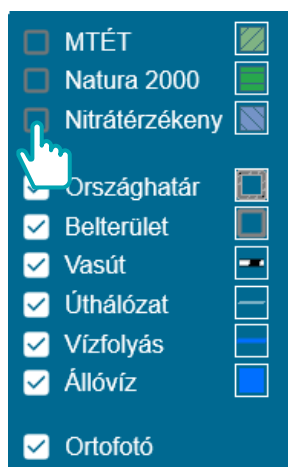 MTÉT
Natura 2000
Nitrátérzékeny
Országhatár
Belterület
Vasút
Úthálózat
Vízfolyás
Állóvíz
Ortofotó